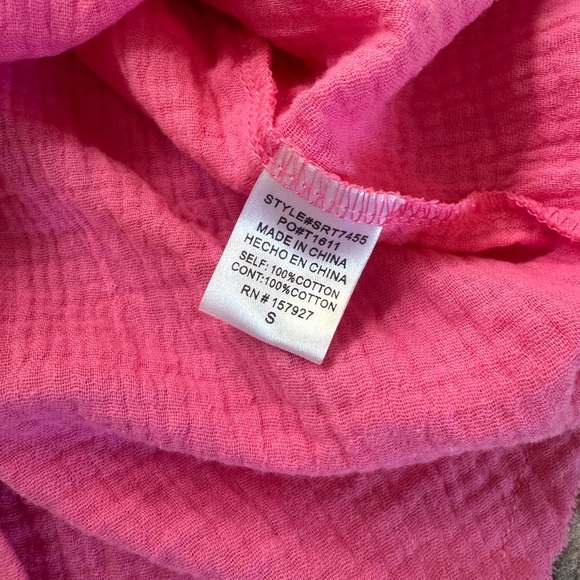 STYLE#SRT7455
PO#T1611
MADE IN CHINA
HECHO EN CHINA
SELF: 100%COTTON
CONT:100%COTTON
RN # 157927
S